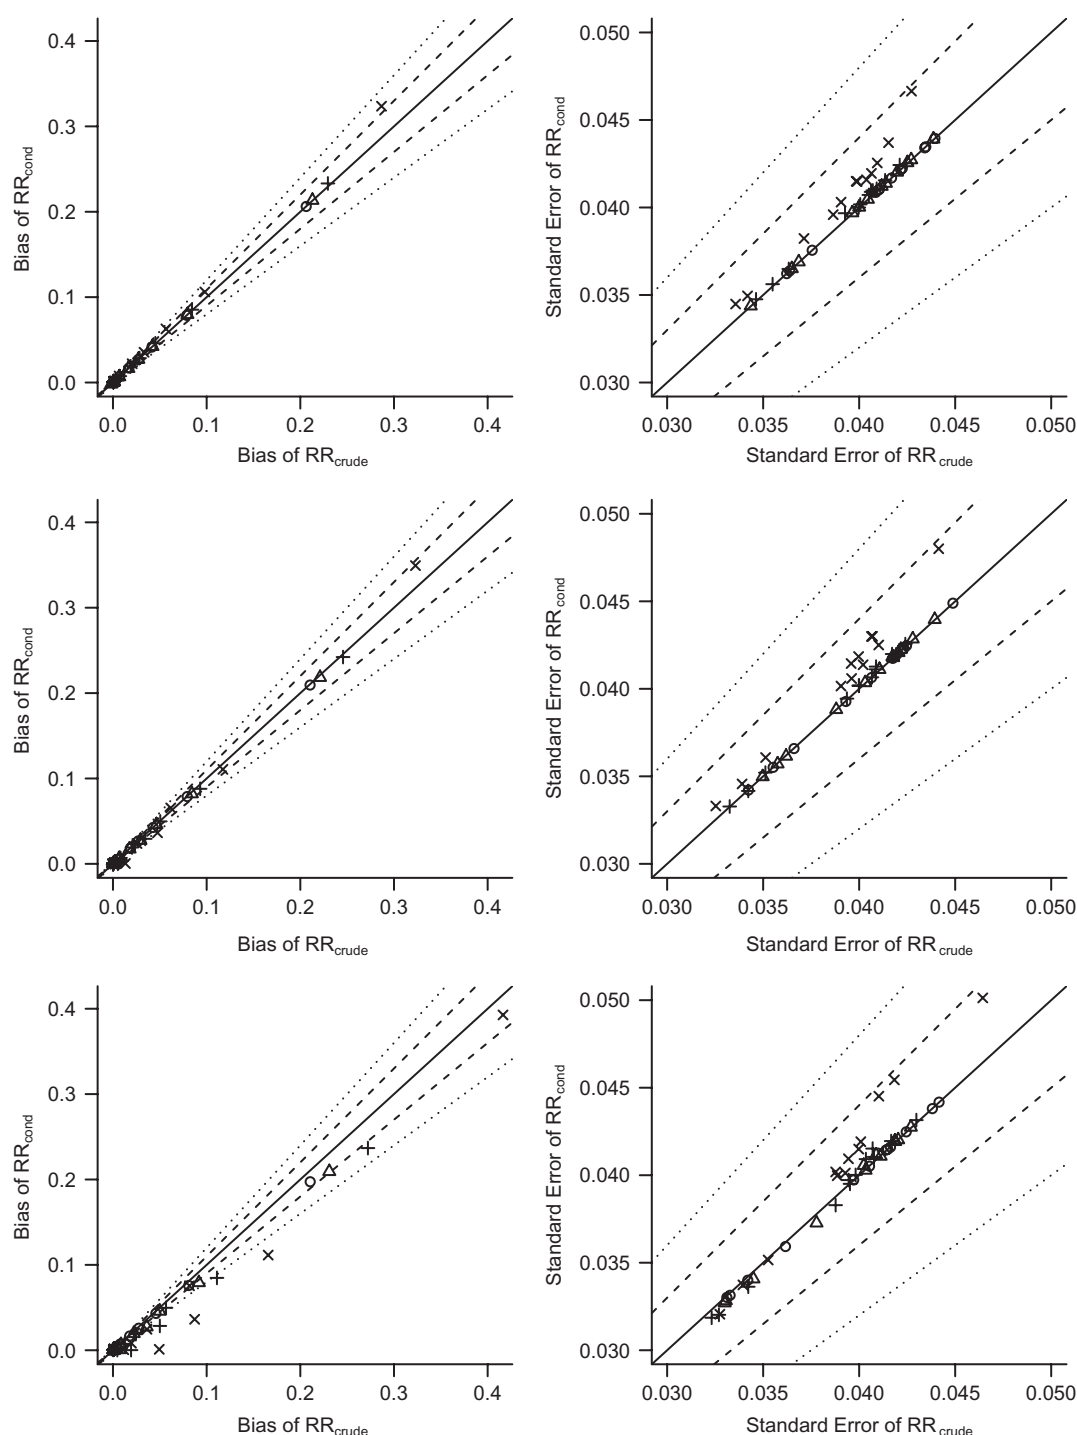 0.4
0.3
0.2
0.1
0.0
Bias of RRcond
0.0 0.1 0.2 0.3 0.4
Bias of RRcrude
0.050
0.045
0.040
0.035
0.030
Standard Error of RRcond
0.030 0.035 0.040 0.045 0.050
Standard Error of RRcrude
0.4
0.3
0.2
0.1
0.0
Bias of RRcond
0.0 0.1 0.2 0.3 0.4
Bias of RRcrude
0.050
0.045
0.040
0.035
0.030
Standard Error of RRcond
0.030 0.035 0.040 0.045 0.050
Standard Error of RRcrude
0.4
0.3
0.2
0.1
0.0
Bias of RRcond
0.0 0.1 0.2 0.3 0.4
Bias of RRcrude
0.050
0.045
0.040
0.035
0.030
Standard Error of RRcond
0.030 0.035 0.040 0.045 0.050
Standard Error of RRcrude